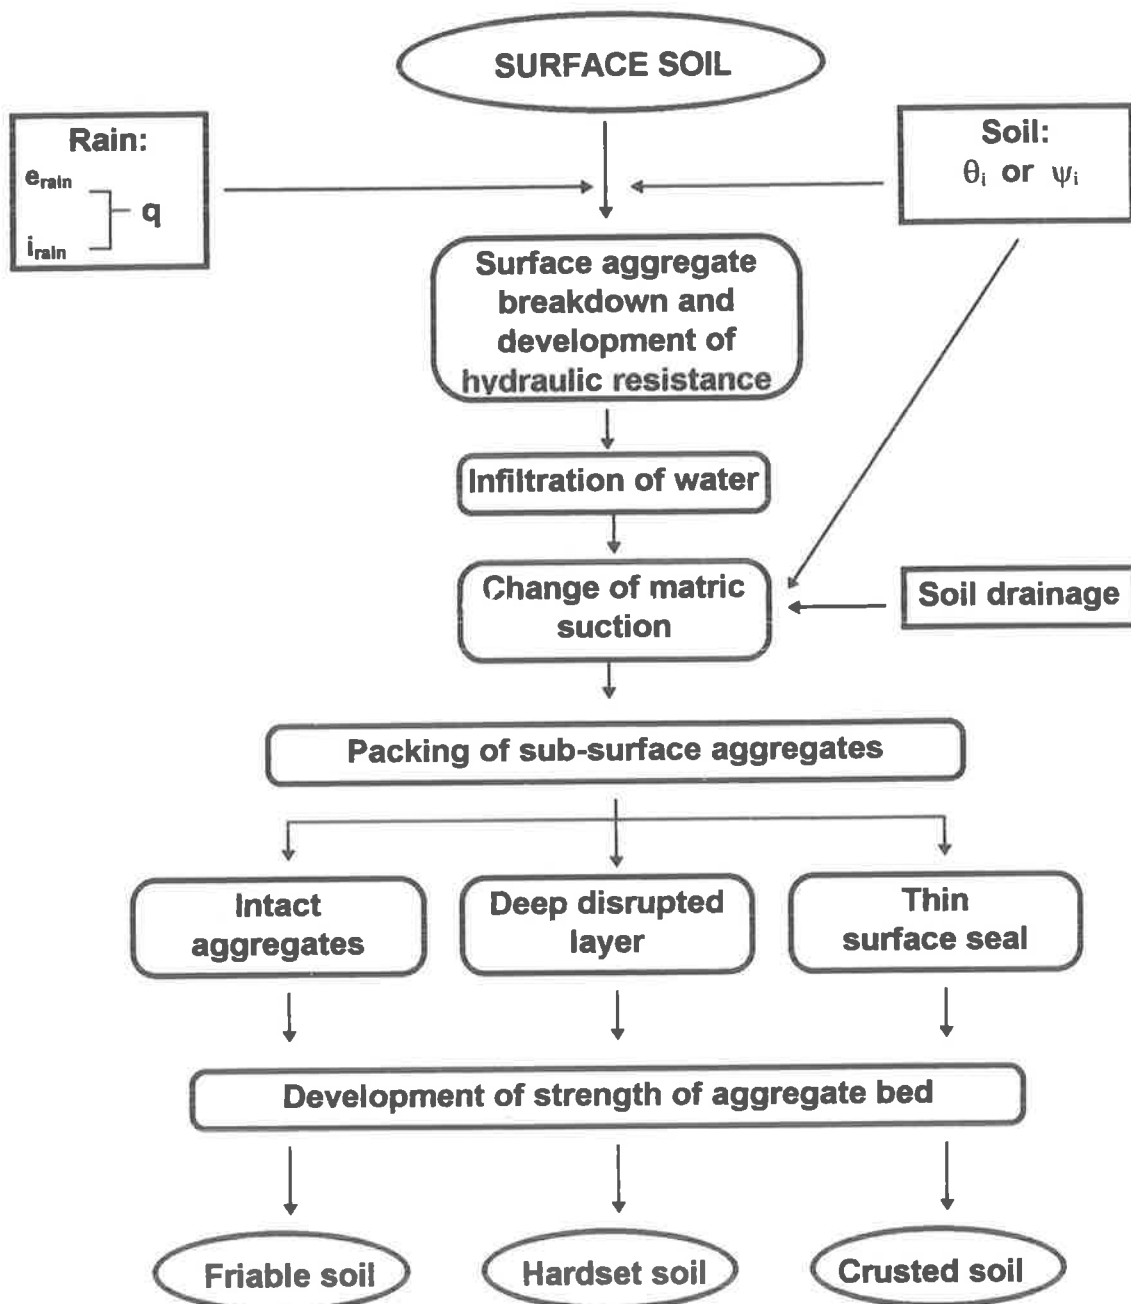 SURFACE SOIL
Rain:
e_rain
q
i_rain
Soil:
θi or ψi
Surface aggregate
breakdown and
development of
hydraulic resistance
Infiltration of water
Change of matric
suction
Soil drainage
Packing of sub-surface aggregates
Intact
aggregates
Deep disrupted
layer
Thin
surface seal
Development of strength of aggregate bed
Friable soil
Hardset soil
Crusted soil